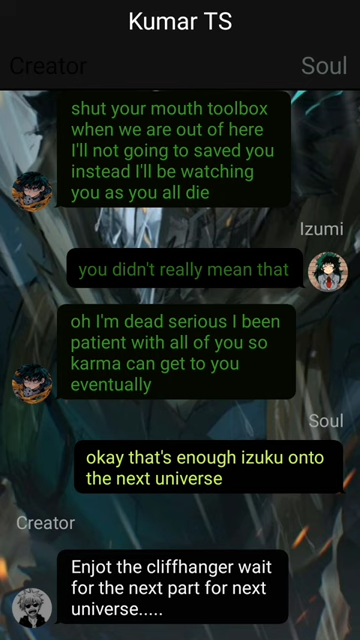 Kumar TS
Creator
Soul
shut your mouth toolbox
when we are out of here
I'll not going to saved you
instead I'll be watching
you as you all die
Izumi
you didn't really mean that
oh I'm dead serious I been
patient with all of you so
karma can get to you
eventually
Soul
okay that's enough izuku onto
the next universe
Creator
Enjot the cliffhanger wait
for the next part for next
universe.....